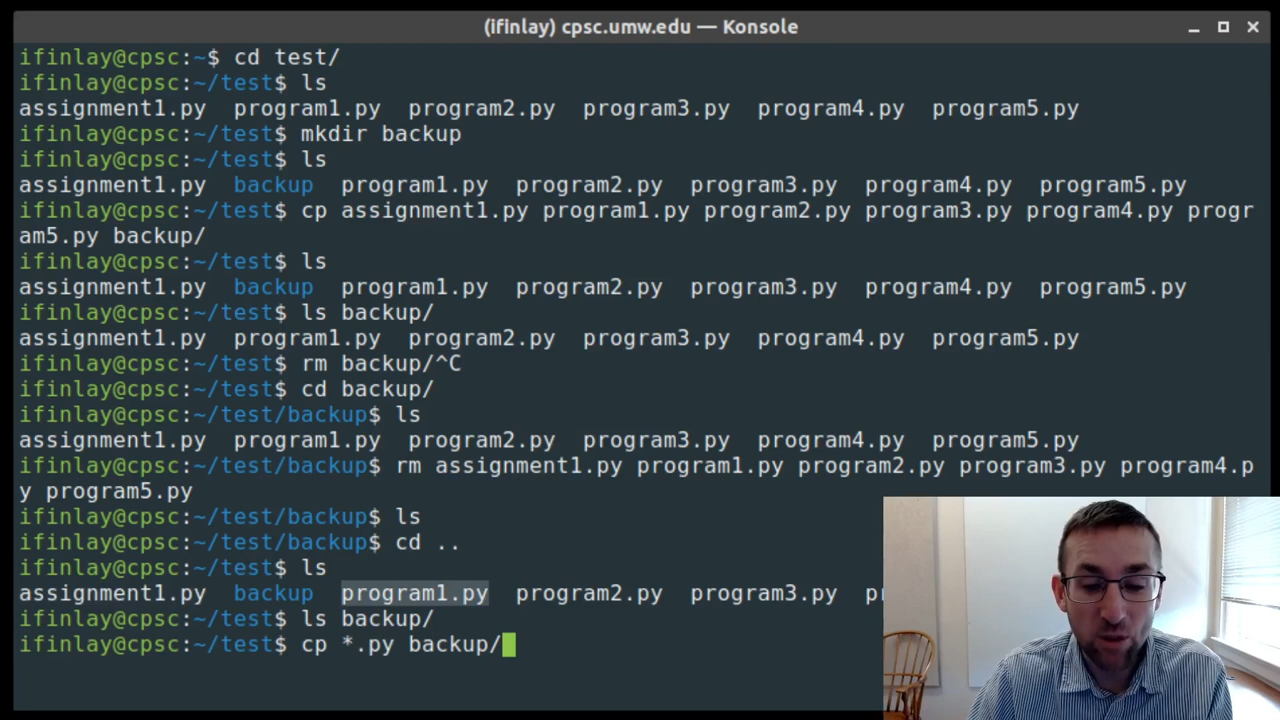 (ifinlay) cpsc.umw.edu — Konsole
ifinlay@cpsc:~$ cd test/
ifinlay@cpsc:~/test$ ls
assignment1.py  program1.py  program2.py  program3.py  program4.py  program5.py
ifinlay@cpsc:~/test$ mkdir backup
ifinlay@cpsc:~/test$ ls
assignment1.py  backup  program1.py  program2.py  program3.py  program4.py  program5.py
ifinlay@cpsc:~/test$ cp assignment1.py program1.py program2.py program3.py program4.py progr
am5.py backup/
ifinlay@cpsc:~/test$ ls
assignment1.py  backup  program1.py  program2.py  program3.py  program4.py  program5.py
ifinlay@cpsc:~/test$ ls backup/
assignment1.py  program1.py  program2.py  program3.py  program4.py  program5.py
ifinlay@cpsc:~/test$ rm backup/^C
ifinlay@cpsc:~/test$ cd backup/
ifinlay@cpsc:~/test/backup$ ls
assignment1.py  program1.py  program2.py  program3.py  program4.py  program5.py
ifinlay@cpsc:~/test/backup$ rm assignment1.py program1.py program2.py program3.py program4.p
y program5.py
ifinlay@cpsc:~/test/backup$ ls
ifinlay@cpsc:~/test/backup$ cd ..
ifinlay@cpsc:~/test$ ls
assignment1.py  backup  program1.py  program2.py  program3.py
ifinlay@cpsc:~/test$ ls backup/
ifinlay@cpsc:~/test$ cp *.py backup/